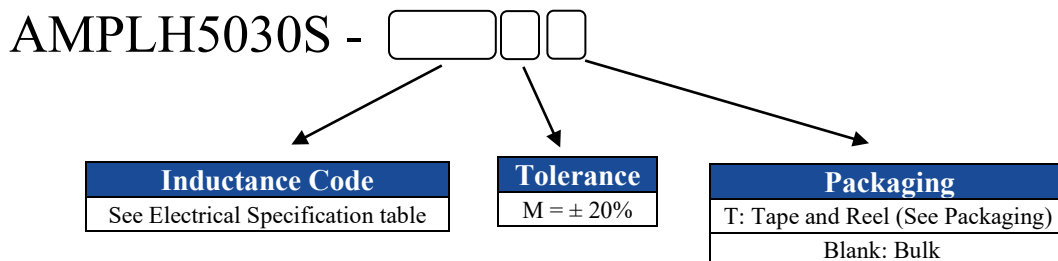 AMPLH5030S -
Inductance Code
See Electrical Specification table
Tolerance
M = ± 20%
Packaging
T: Tape and Reel (See Packaging)
Blank: Bulk